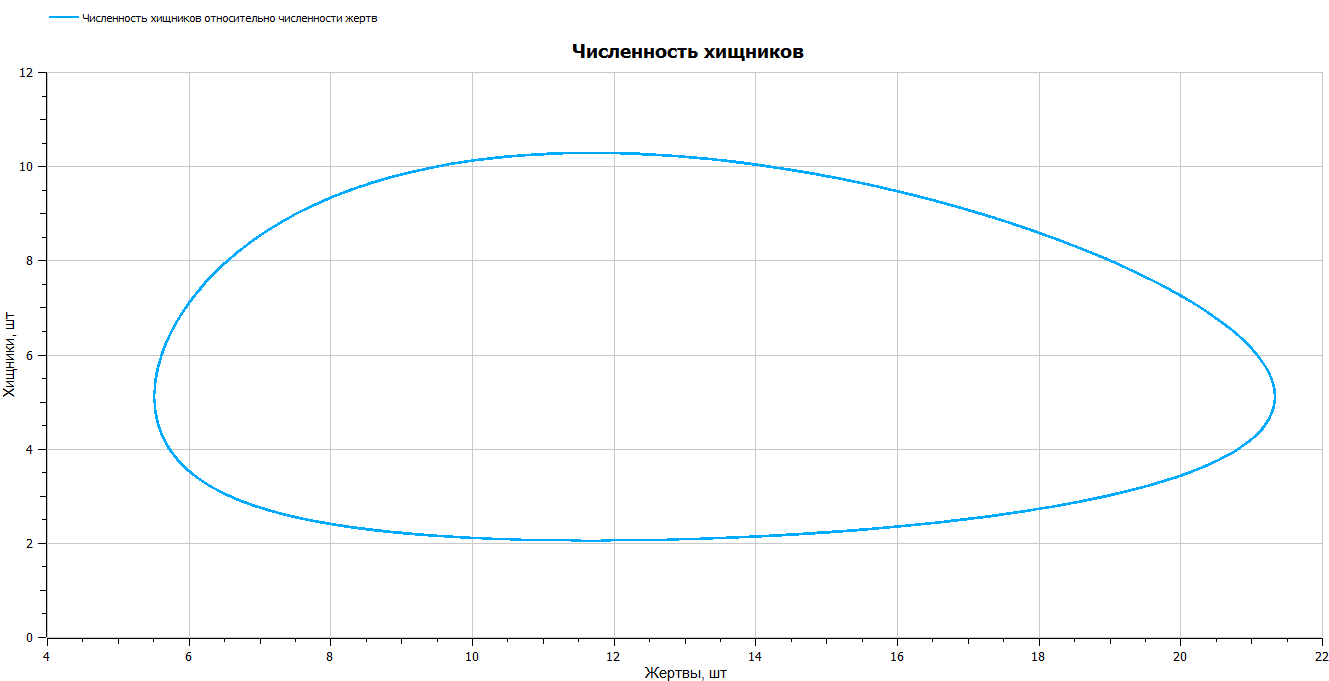 Численность хищников относительно численности жертв
Численность хищников
12
10
8
6
4
2
0
Хищники, шт
4 6 8 10 12 14 16 18 20 22
Жертвы, шт